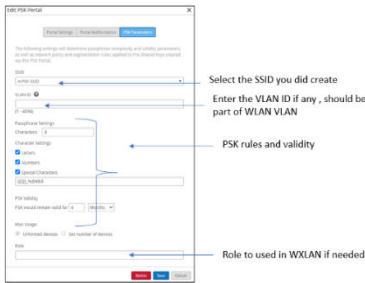 Edit PSK Portal
Portal Settings Portal Authorization PSK Parameters
The following settings will determine passphrase complexity and validity parameters,
as well as network policy and segmentation rules applied to Pre-Shared Keys created
via this PSK Portal.
SSID
Select the SSID you did create
VLAN ID
Enter the VLAN ID if any , should be
part of WLAN VLAN
(1 - 4094)
Passphrase Settings
Characters 8
PSK rules and validity
Character Settings
Letters
Numbers
Special Characters
PSK Validity
PSK would remain valid for 6 Months
Max Usage
Unlimited devices Set number of devices
Role
Role to used in WXLAN if needed
Delete Save Cancel